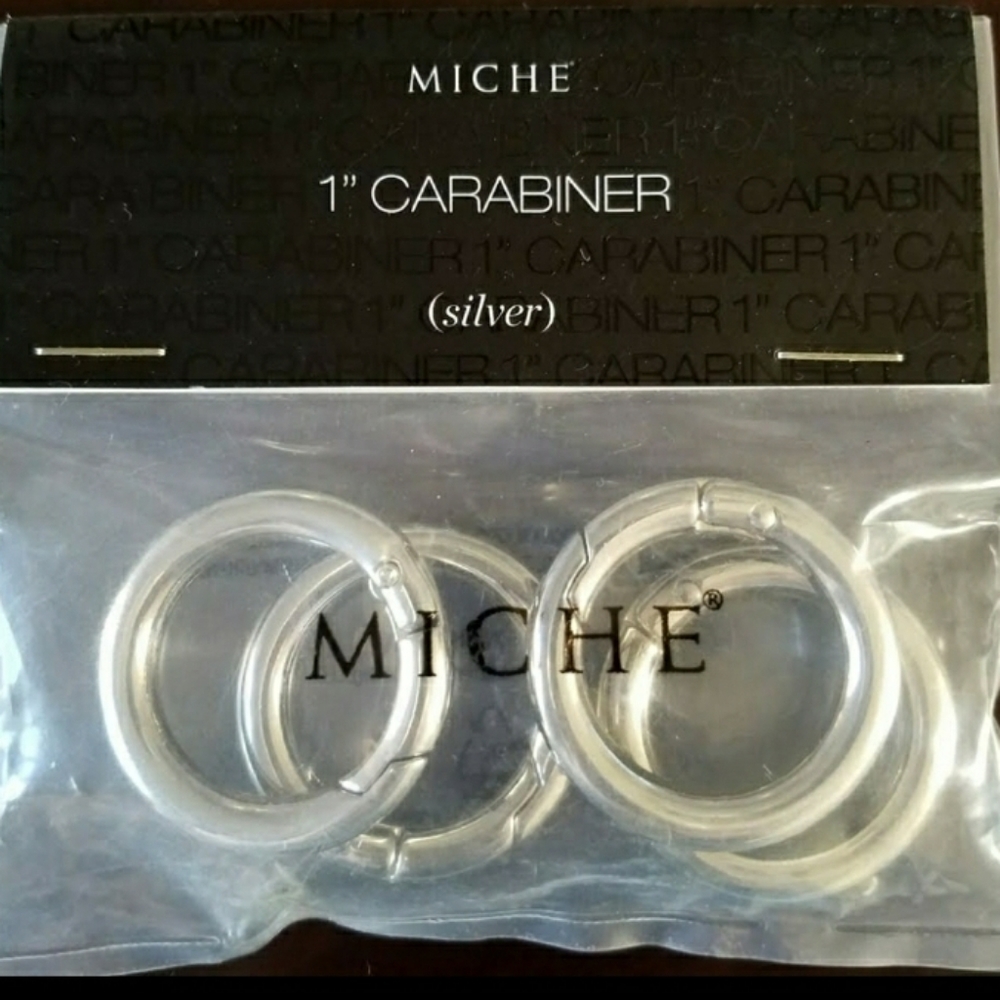 MICHE
1” CARABINER
(silver)
MICHE®